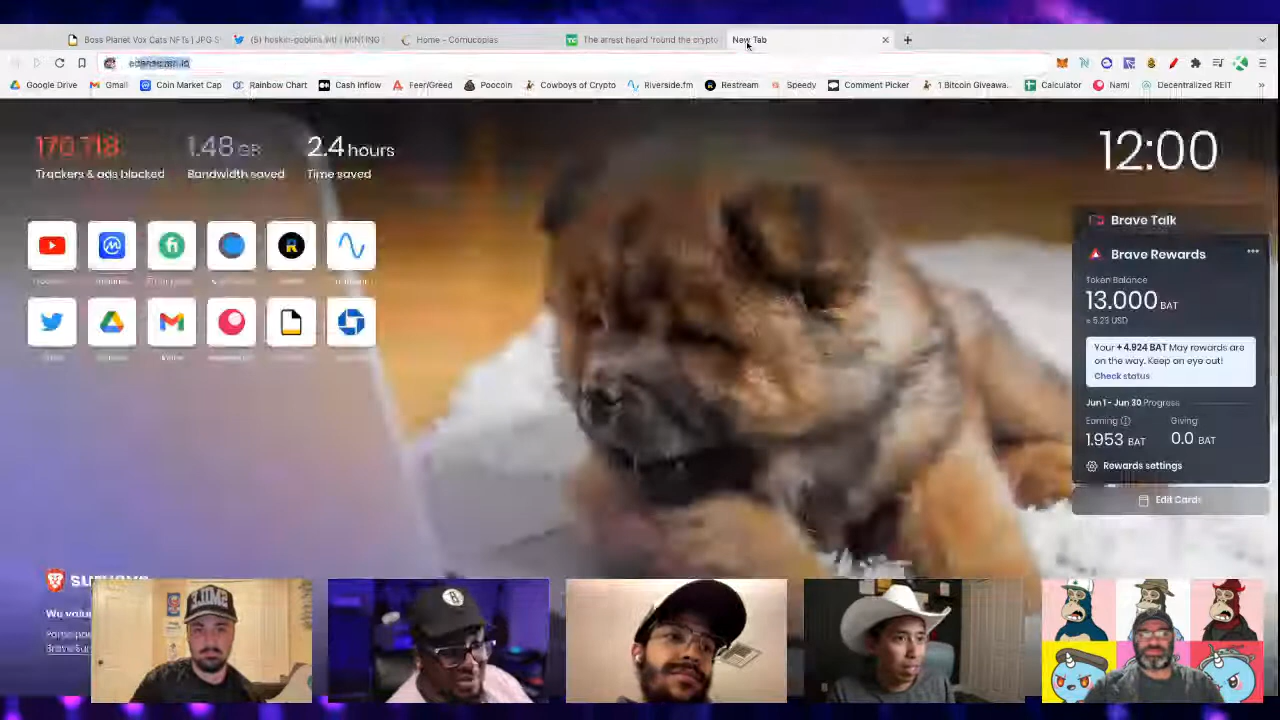 Boss Planet Vox Cats NFTs | JPG S
(5) hoskin-goblins.wtf | MINTING
Home - Cornucopias
The arrest heard 'round the crypto
New Tab
Google Drive
Gmail
Coin Market Cap
Rainbow Chart
Cash Inflow
Feer/Greed
Poocoin
Cowboys of Crypto
Riverside.fm
Restream
Speedy
Comment Picker
1 Bitcoin Giveawa..
Calculator
Nami
Decentralized REIT
170,718
1.48 GB
2.4 hours
Trackers & ads blocked
Bandwidth saved
Time saved
12:00
Brave Talk
Brave Rewards
Token Balance
13.000 BAT
≈ 5.23 USD
Your +4.924 BAT May rewards are
on the way. Keep an eye out!
Check status
Jun 1 - Jun 30 Progress
Earning
Giving
1.953 BAT
0.0 BAT
Rewards settings
Edit Cards